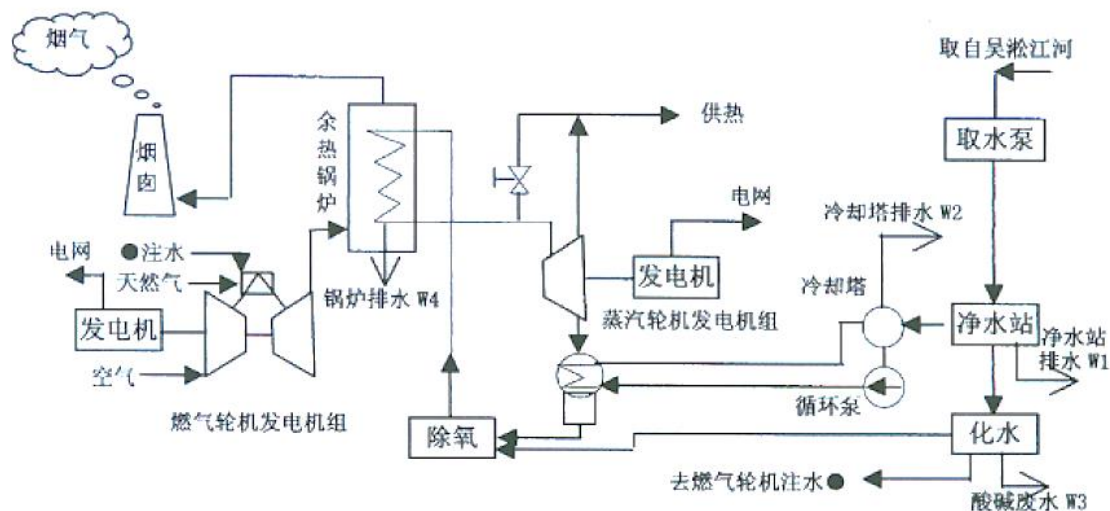 烟气
取自吴淞江河
供热
取水泵
余热锅炉
烟囱
电网
冷却塔排水 W2
电网
●注水
天然气
发电机
冷却塔
锅炉排水 W4
发电机
蒸汽轮机发电机组
净水站
净水站
排水 W1
空气
循环泵
燃气轮机发电机组
除氧
化水
去燃气轮机注水●
酸碱废水 W3